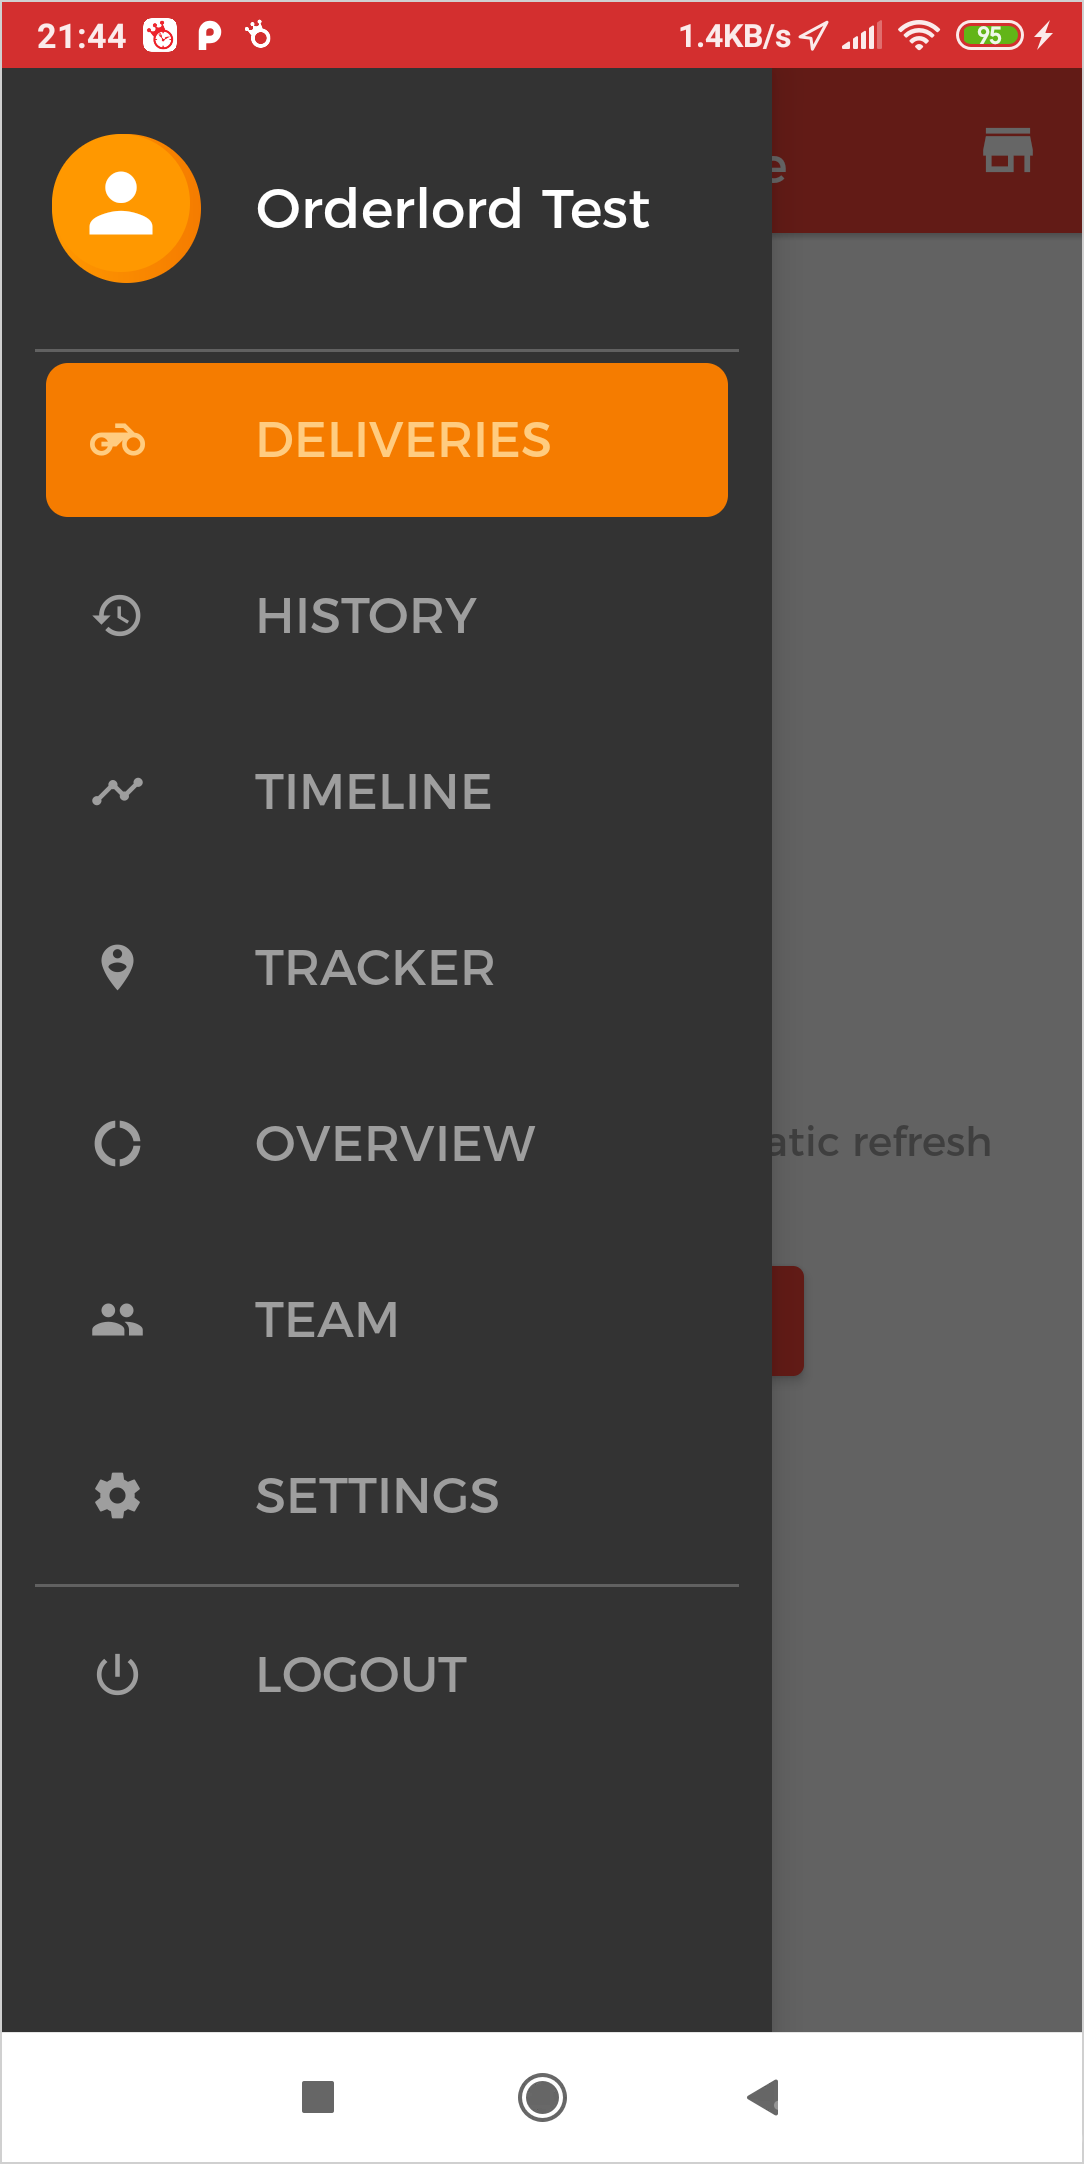 21:44 1.4KB/s 95
Orderlord Test
e
DELIVERIES
HISTORY
TIMELINE
TRACKER
OVERVIEW
atic refresh
TEAM
SETTINGS
LOGOUT